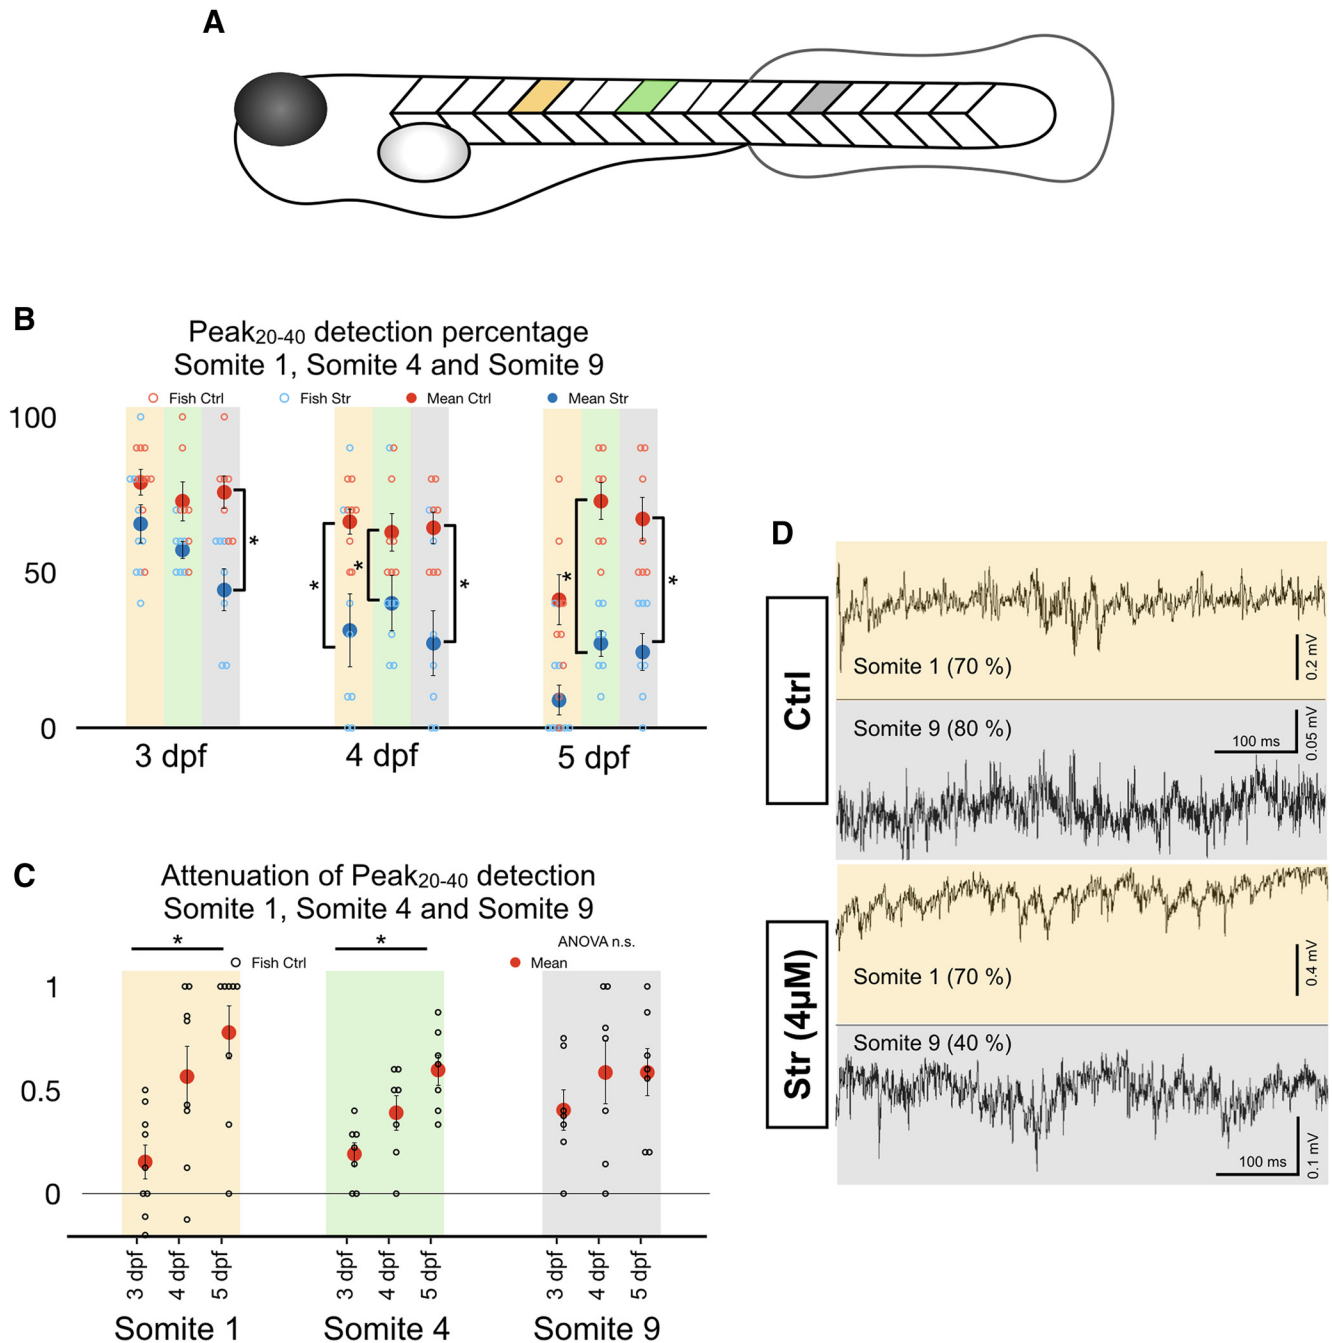 A
B
Peak20-40 detection percentage
Somite 1, Somite 4 and Somite 9
Fish Ctrl Fish Str Mean Ctrl Mean Str
100
50
0
* * * * * *
3 dpf 4 dpf 5 dpf
C
Attenuation of Peak20-40 detection
Somite 1, Somite 4 and Somite 9
* * ANOVA n.s.
Fish Ctrl Mean
1
0.5
0
3 dpf 4 dpf 5 dpf 3 dpf 4 dpf 5 dpf 3 dpf 4 dpf 5 dpf
Somite 1 Somite 4 Somite 9
D
Ctrl
Somite 1 (70 %)
0.2 mV
Somite 9 (80 %)
100 ms
0.05 mV
Str (4µM)
Somite 1 (70 %)
0.4 mV
Somite 9 (40 %)
100 ms
0.1 mV